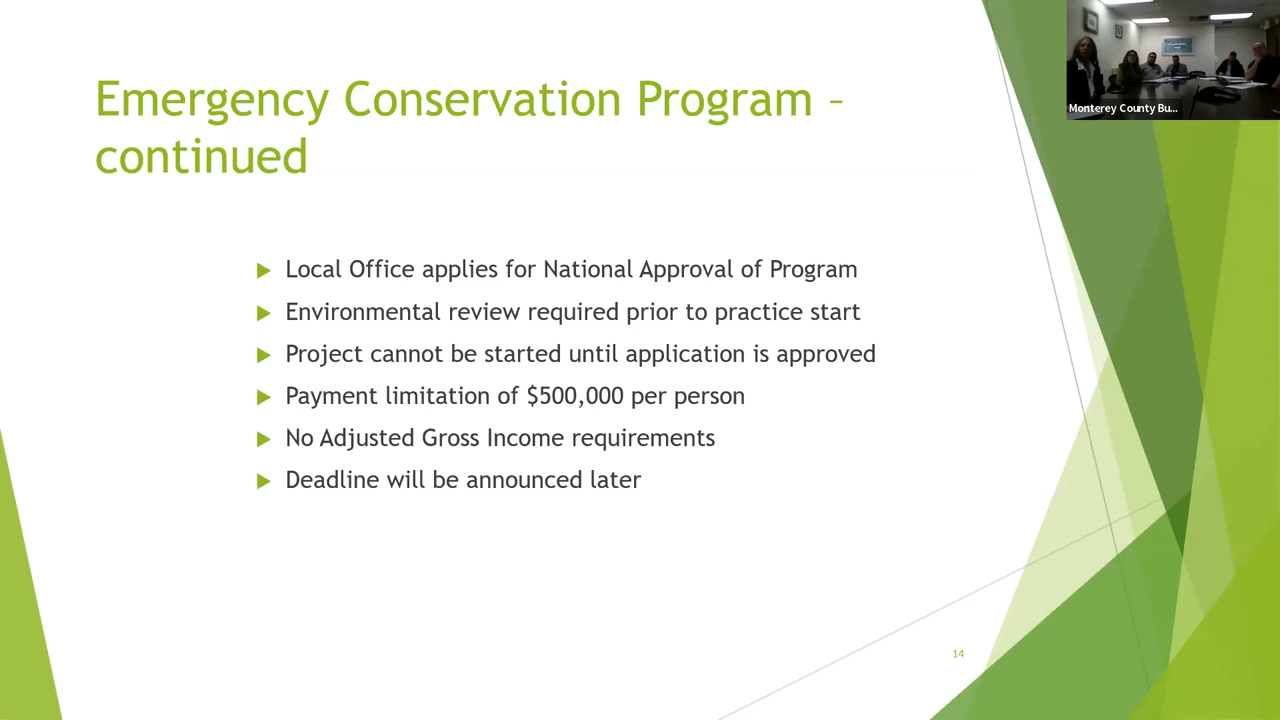 Emergency Conservation Program –
continued
Local Office applies for National Approval of Program
Environmental review required prior to practice start
Project cannot be started until application is approved
Payment limitation of $500,000 per person
No Adjusted Gross Income requirements
Deadline will be announced later
14
Monterey County Bu...